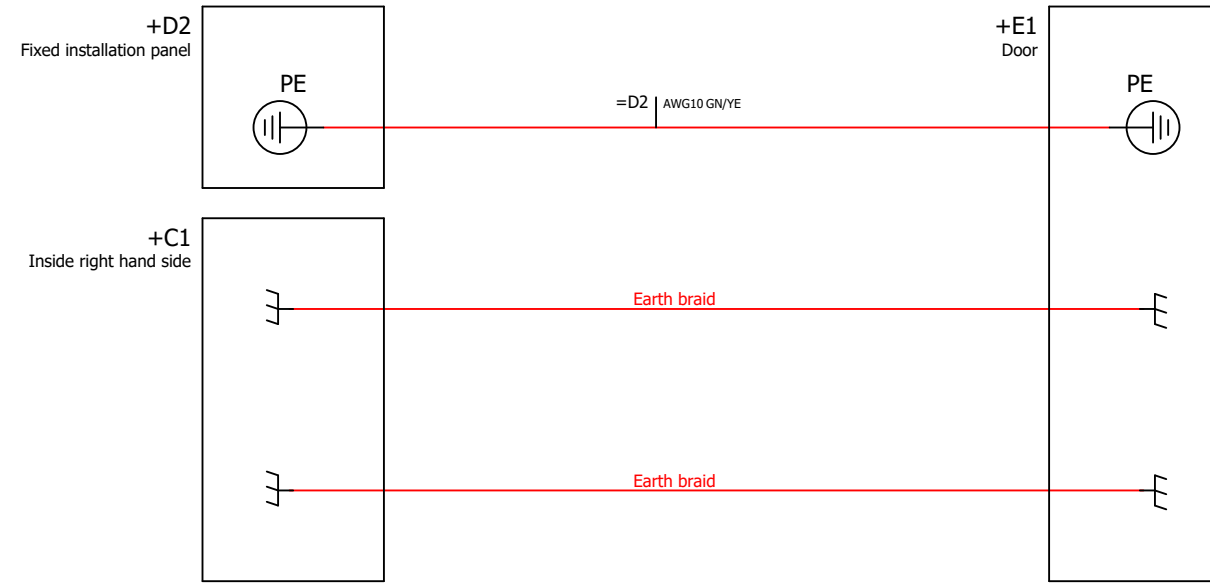 +D2
Fixed installation panel
PE
=D2 AWG10 GN/YE
+E1
Door
PE
+C1
Inside right hand side
Earth braid
Earth braid